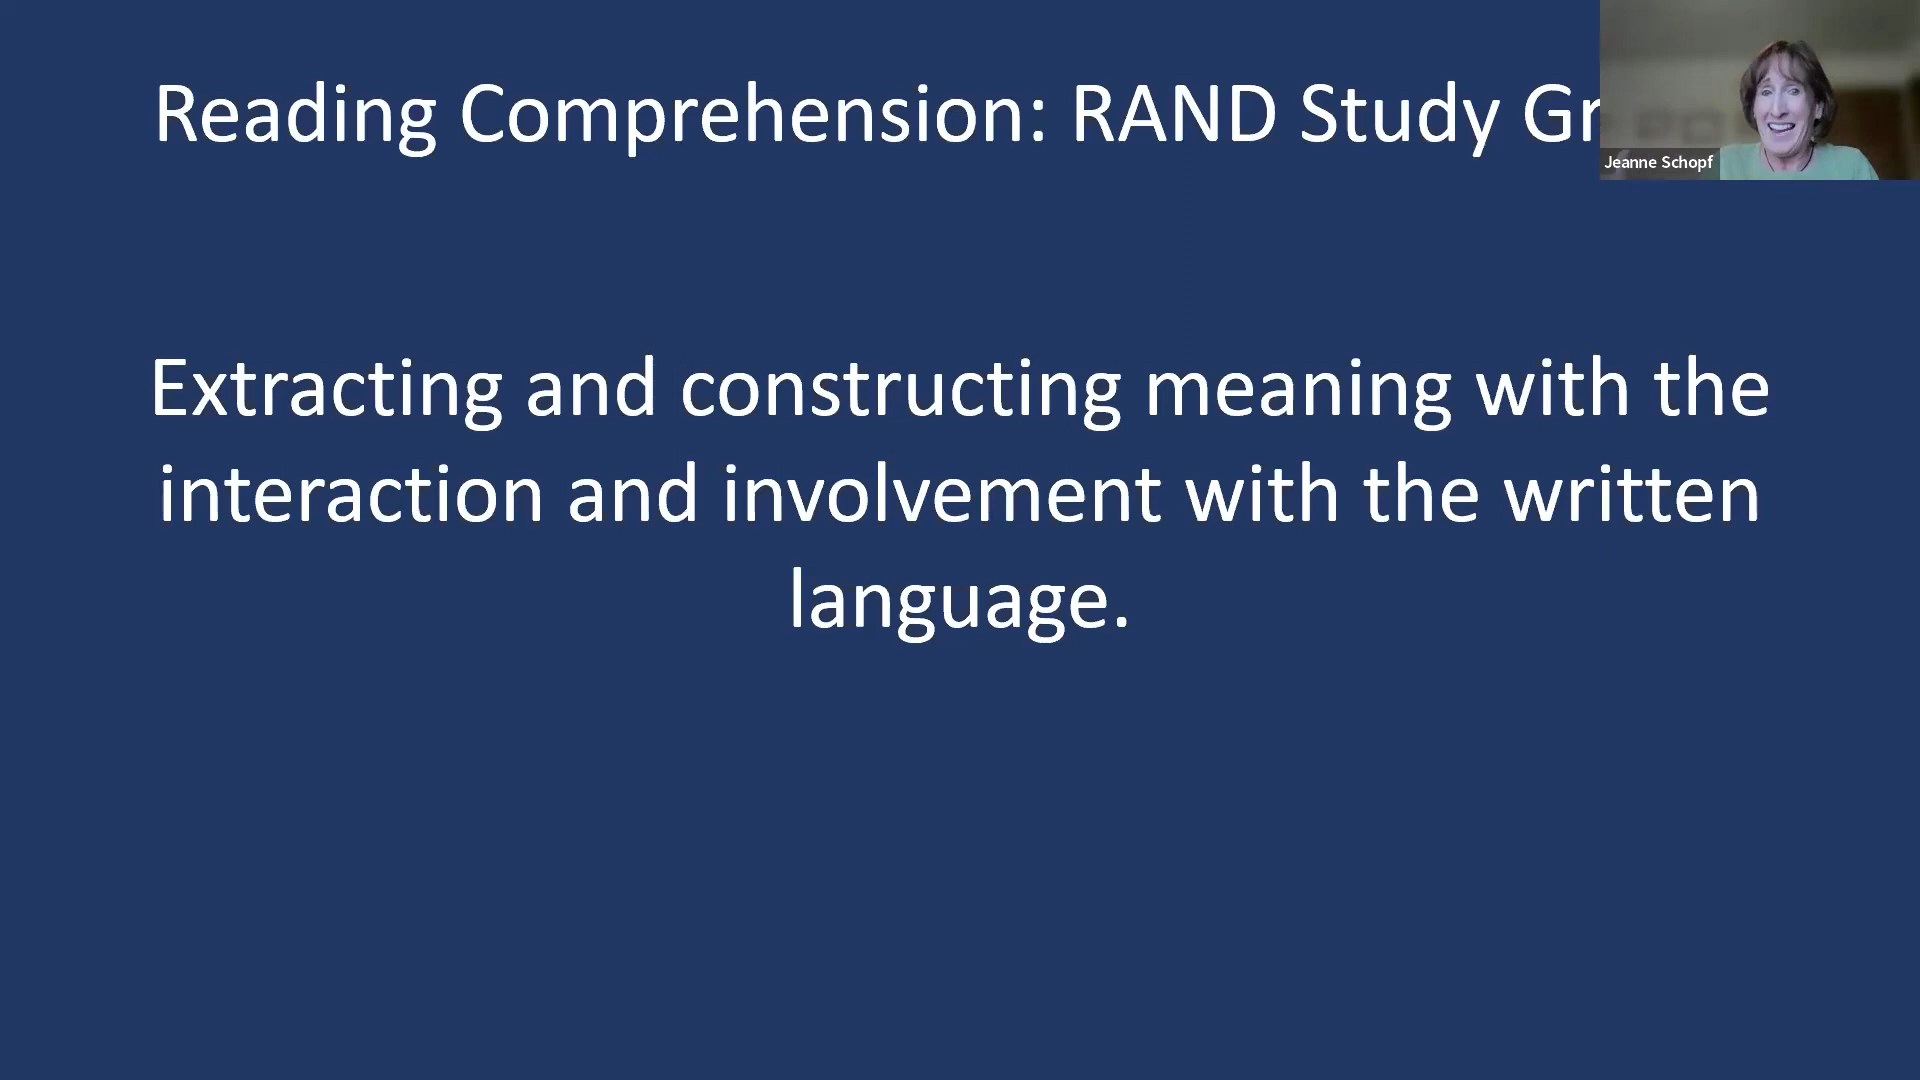 Reading Comprehension: RAND Study Gr
Jeanne Schopf
Extracting and constructing meaning with the
interaction and involvement with the written
language.